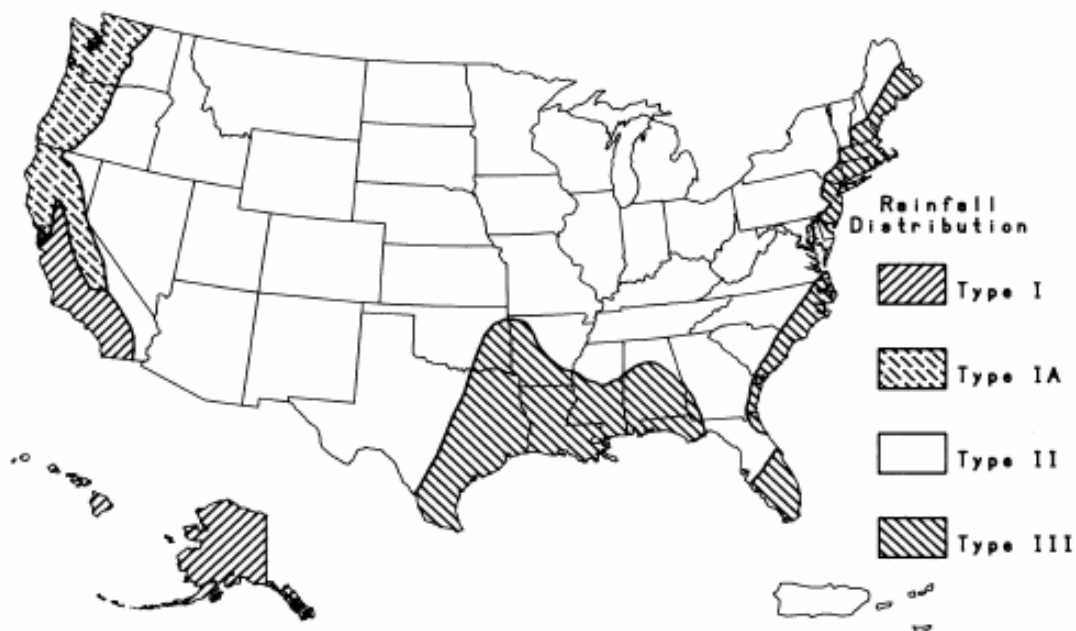 Rainfall
Distribution
Type I
Type IA
Type II
Type III